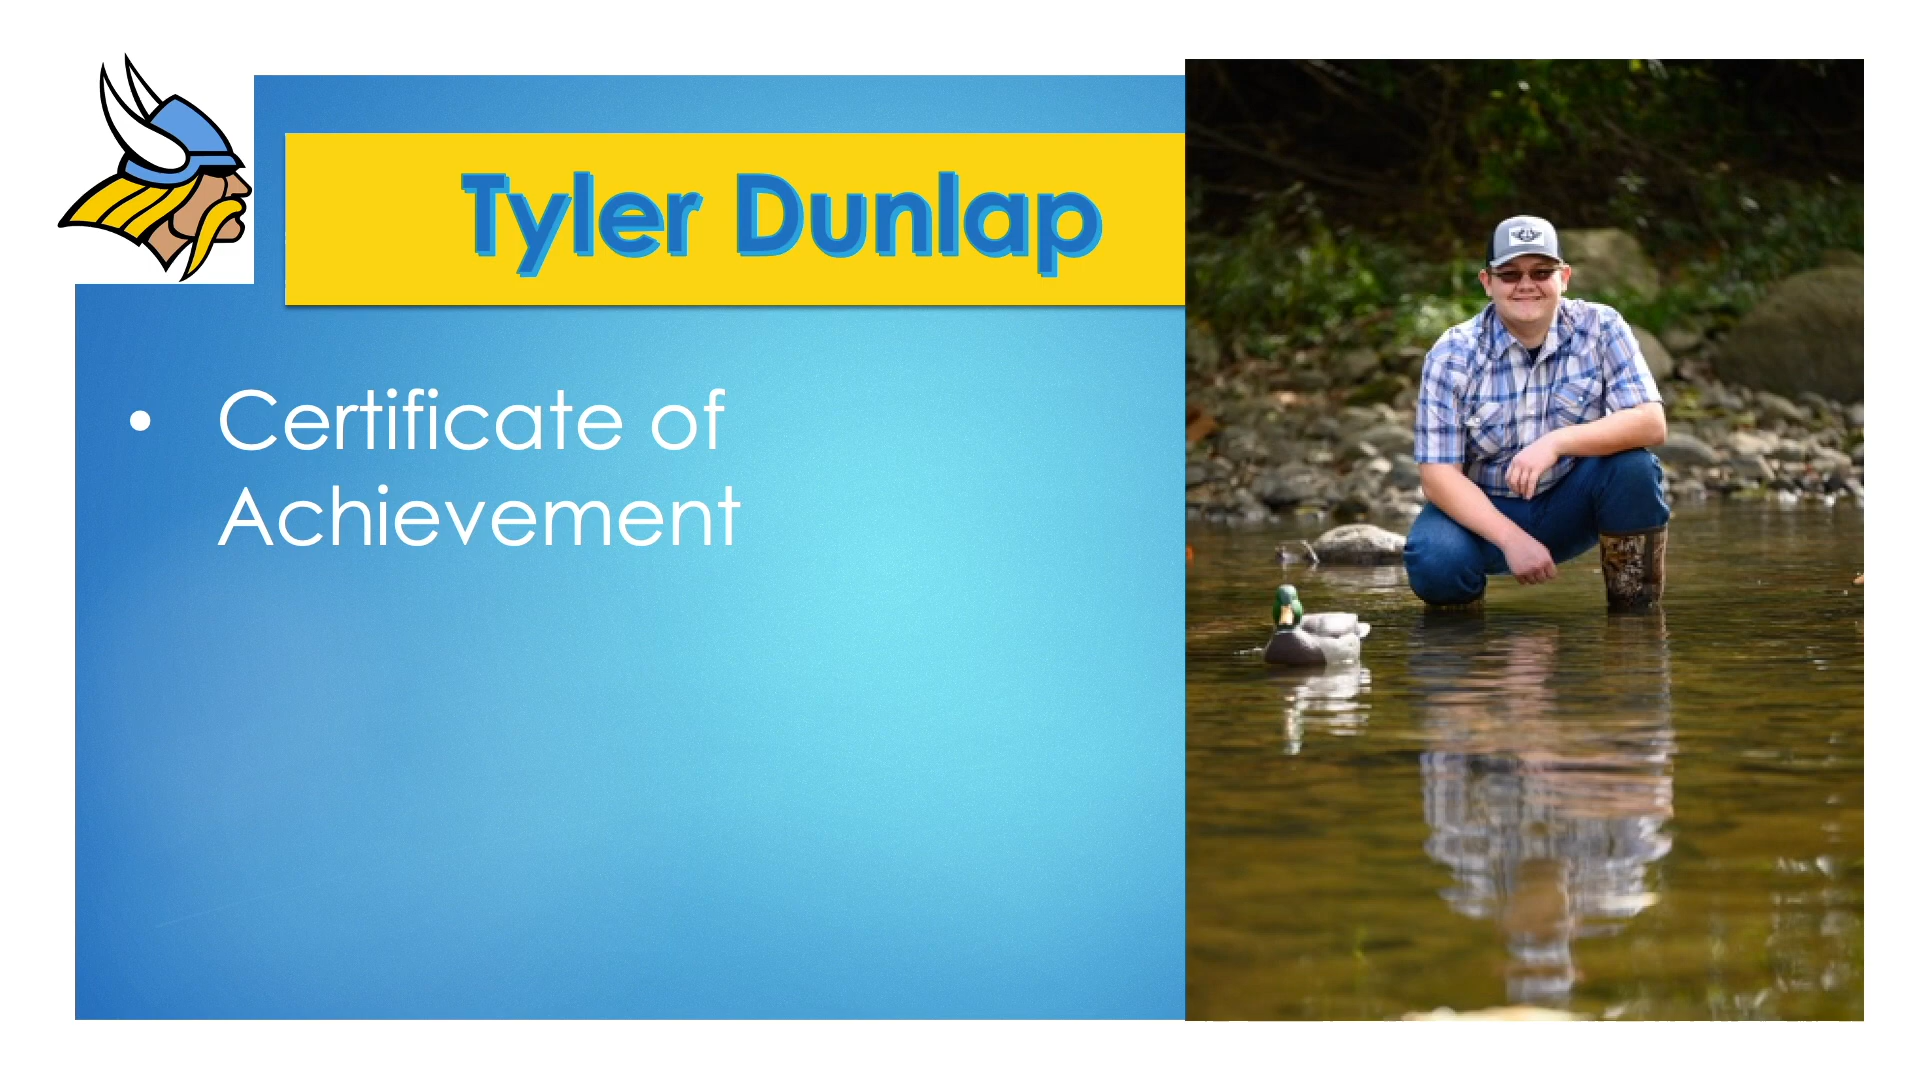 Tyler Dunlap
• Certificate of
Achievement